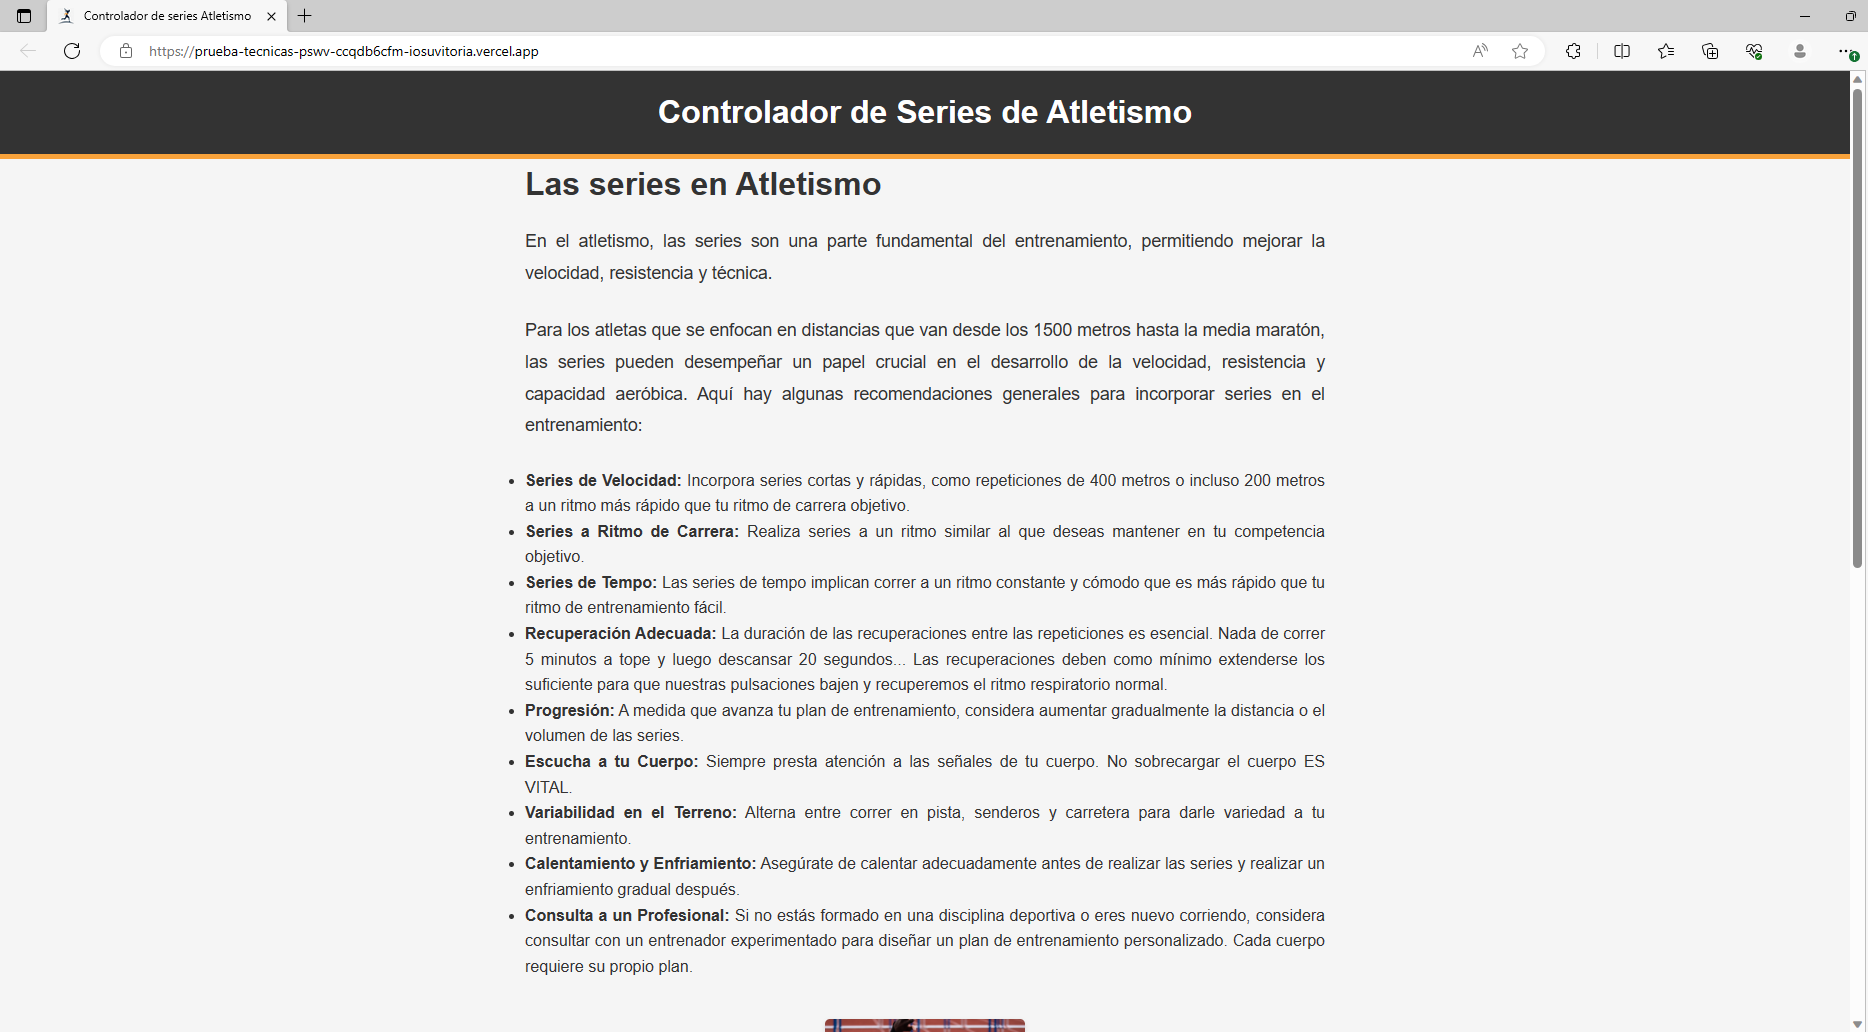 Controlador de series Atletismo
https://prueba-tecnicas-pswv-ccqdb6cfm-iosuvitoria.vercel.app
Controlador de Series de Atletismo
Las series en Atletismo
En el atletismo, las series son una parte fundamental del entrenamiento, permitiendo mejorar la
velocidad, resistencia y técnica.
Para los atletas que se enfocan en distancias que van desde los 1500 metros hasta la media maratón,
las series pueden desempeñar un papel crucial en el desarrollo de la velocidad, resistencia y
capacidad aeróbica. Aquí hay algunas recomendaciones generales para incorporar series en el
entrenamiento:
• Series de Velocidad: Incorpora series cortas y rápidas, como repeticiones de 400 metros o incluso 200 metros
a un ritmo más rápido que tu ritmo de carrera objetivo.
• Series a Ritmo de Carrera: Realiza series a un ritmo similar al que deseas mantener en tu competencia
objetivo.
• Series de Tempo: Las series de tempo implican correr a un ritmo constante y cómodo que es más rápido que tu
ritmo de entrenamiento fácil.
• Recuperación Adecuada: La duración de las recuperaciones entre las repeticiones es esencial. Nada de correr
5 minutos a tope y luego descansar 20 segundos... Las recuperaciones deben como mínimo extenderse los
suficiente para que nuestras pulsaciones bajen y recuperemos el ritmo respiratorio normal.
• Progresión: A medida que avanza tu plan de entrenamiento, considera aumentar gradualmente la distancia o el
volumen de las series.
• Escucha a tu Cuerpo: Siempre presta atención a las señales de tu cuerpo. No sobrecargar el cuerpo ES
VITAL.
• Variabilidad en el Terreno: Alterna entre correr en pista, senderos y carretera para darle variedad a tu
entrenamiento.
• Calentamiento y Enfriamiento: Asegúrate de calentar adecuadamente antes de realizar las series y realizar un
enfriamiento gradual después.
• Consulta a un Profesional: Si no estás formado en una disciplina deportiva o eres nuevo corriendo, considera
consultar con un entrenador experimentado para diseñar un plan de entrenamiento personalizado. Cada cuerpo
requiere su propio plan.